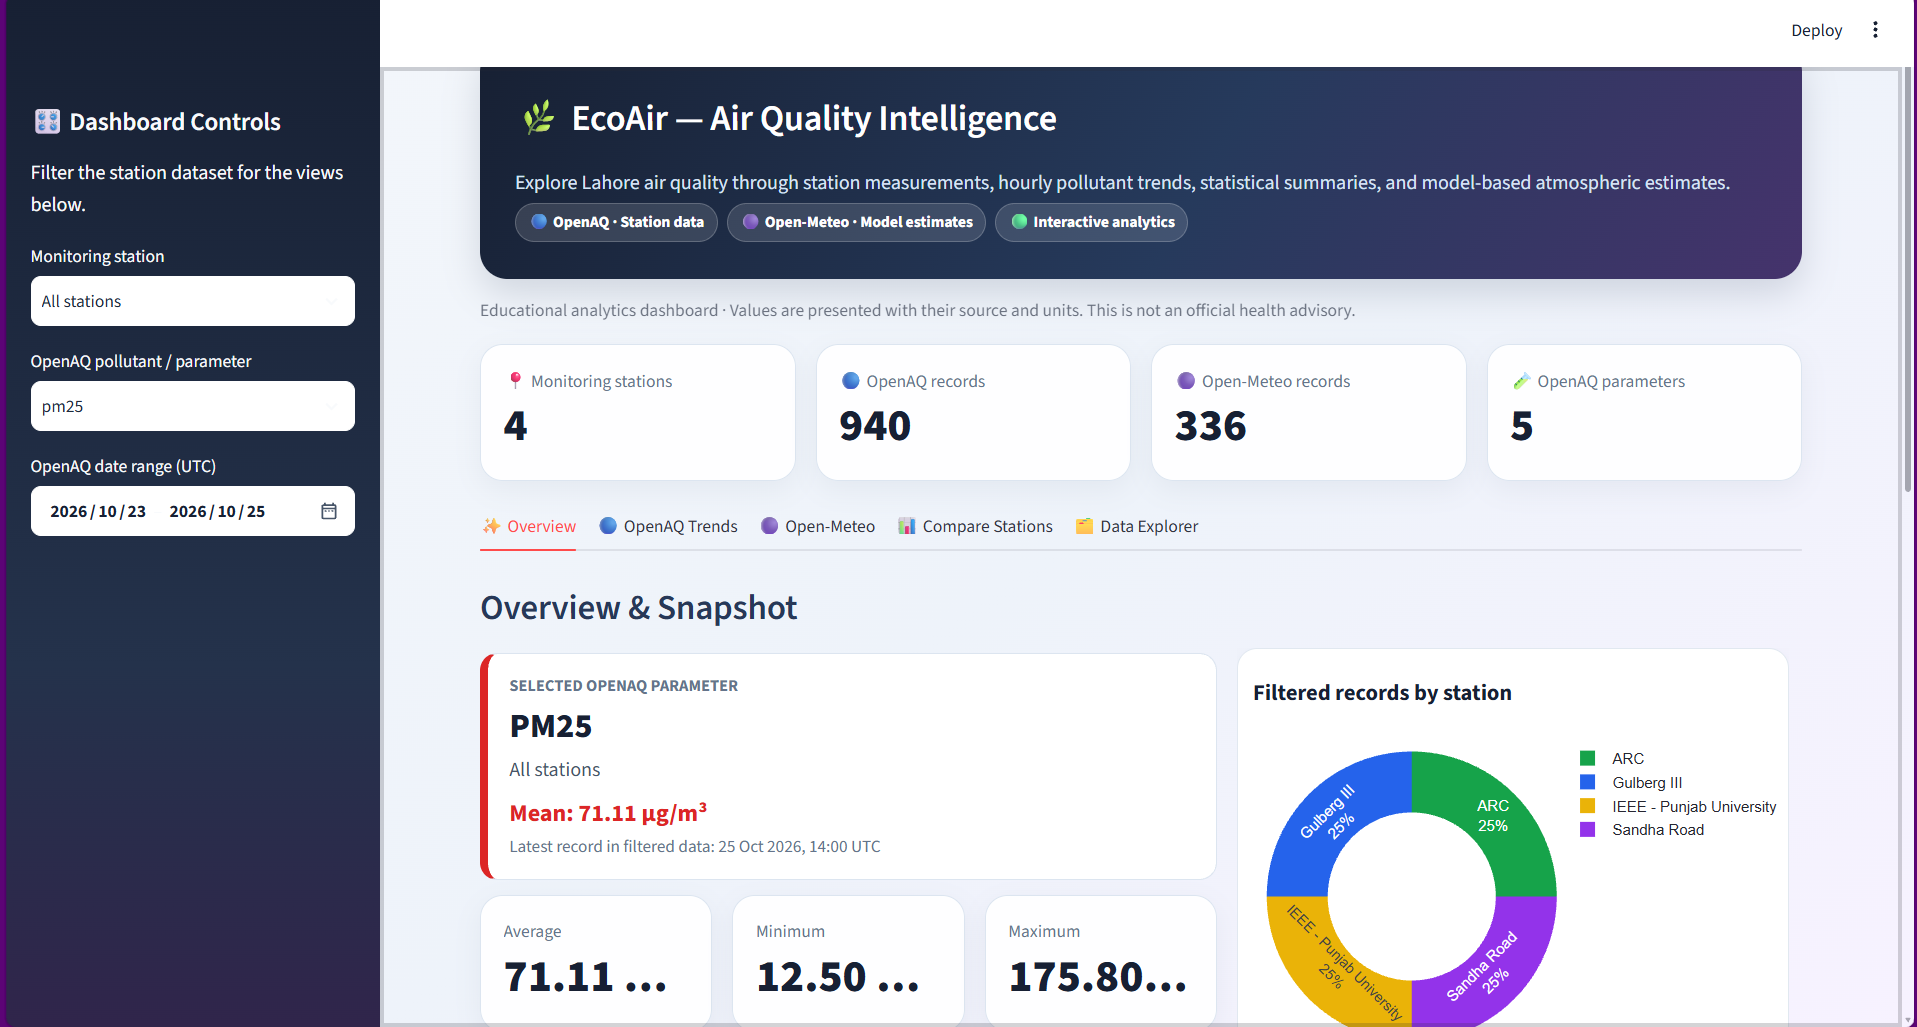 Deploy
Dashboard Controls
Filter the station dataset for the views
below.
Monitoring station
All stations
OpenAQ pollutant / parameter
pm25
OpenAQ date range (UTC)
2026 / 10 / 23 2026 / 10 / 25
EcoAir — Air Quality Intelligence
Explore Lahore air quality through station measurements, hourly pollutant trends, statistical summaries, and model-based atmospheric estimates.
OpenAQ · Station data Open-Meteo · Model estimates Interactive analytics
Educational analytics dashboard · Values are presented with their source and units. This is not an official health advisory.
Monitoring stations
4
OpenAQ records
940
Open-Meteo records
336
OpenAQ parameters
5
Overview OpenAQ Trends Open-Meteo Compare Stations Data Explorer
Overview & Snapshot
SELECTED OPENAQ PARAMETER
PM25
All stations
Mean: 71.11 µg/m³
Latest record in filtered data: 25 Oct 2026, 14:00 UTC
Average
71.11 ...
Minimum
12.50 ...
Maximum
175.80...
Filtered records by station
Gulberg III
25%
ARC
25%
IEEE - Punjab University
25%
Sandha Road
25%
ARC
Gulberg III
IEEE - Punjab University
Sandha Road